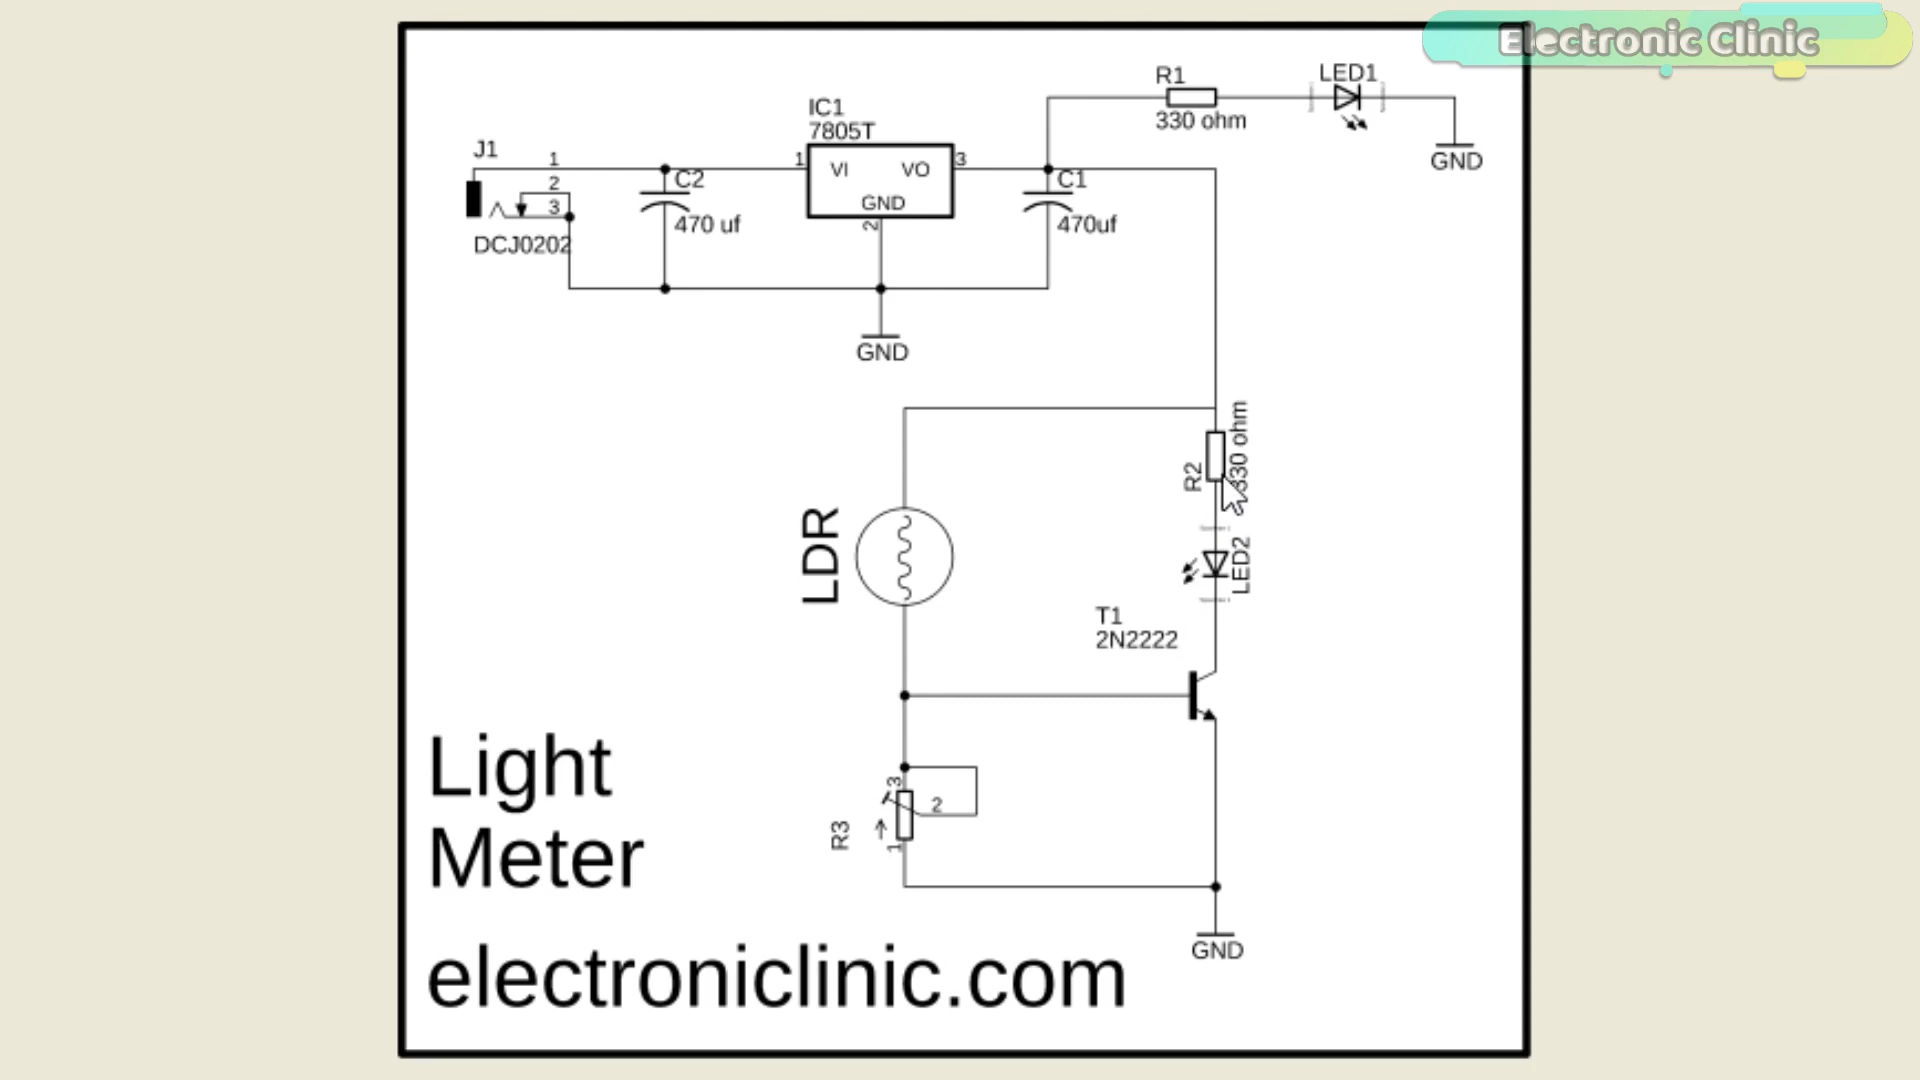 Electronic Clinic
R1
330 ohm
LED1
GND
IC1
7805T
1
VI
VO
3
GND
2
J1
1
2
3
DCJ0202
C2
470 uf
C1
470uf
GND
LDR
R2
330 ohm
LED2
T1
2N2222
R3
3
2
1
GND
Light
Meter
electroniclinic.com